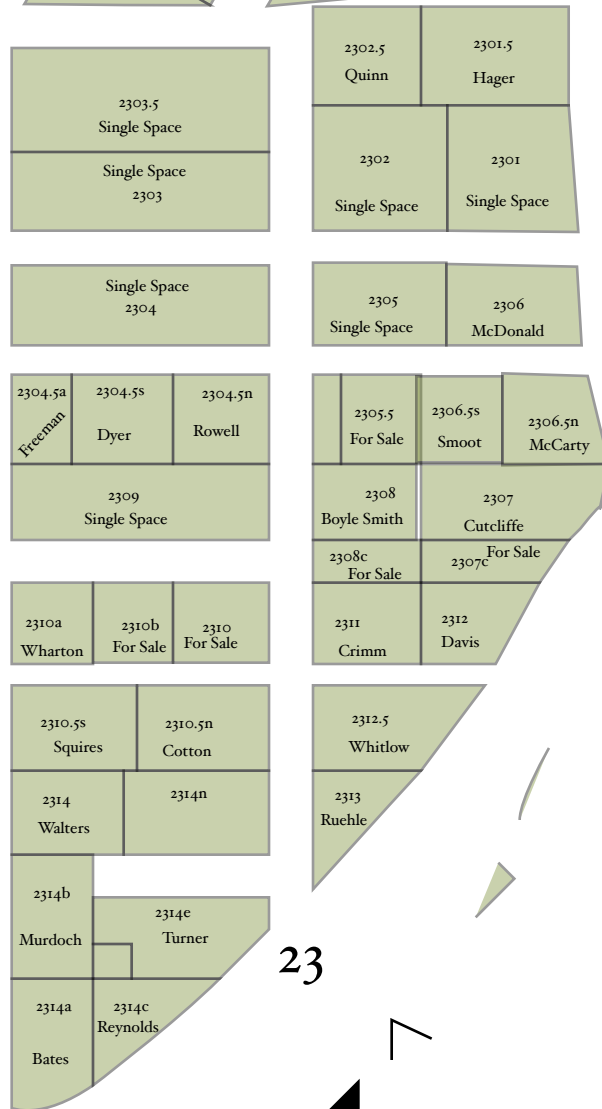 2302.5
Quinn
2301.5
Hager
2303.5
Single Space
Single Space
2303
2302
Single Space
2301
Single Space
Single Space
2304
2305
Single Space
2306
McDonald
2304.5a
Freeman
2304.5s
Dyer
2304.5n
Rowell
2305.5
For Sale
2306.5s
Smoot
2306.5n
McCarty
2309
Single Space
2308
Boyle Smith
2307
Cutcliffe
2308c
For Sale
2307c
For Sale
2310a
Wharton
2310b
For Sale
2310
For Sale
2311
Crimm
2312
Davis
2310.5s
Squires
2310.5n
Cotton
2312.5
Whitlow
2314
Walters
2314n
2313
Ruehle
2314b
Murdoch
2314e
Turner
23
2314a
Bates
2314c
Reynolds